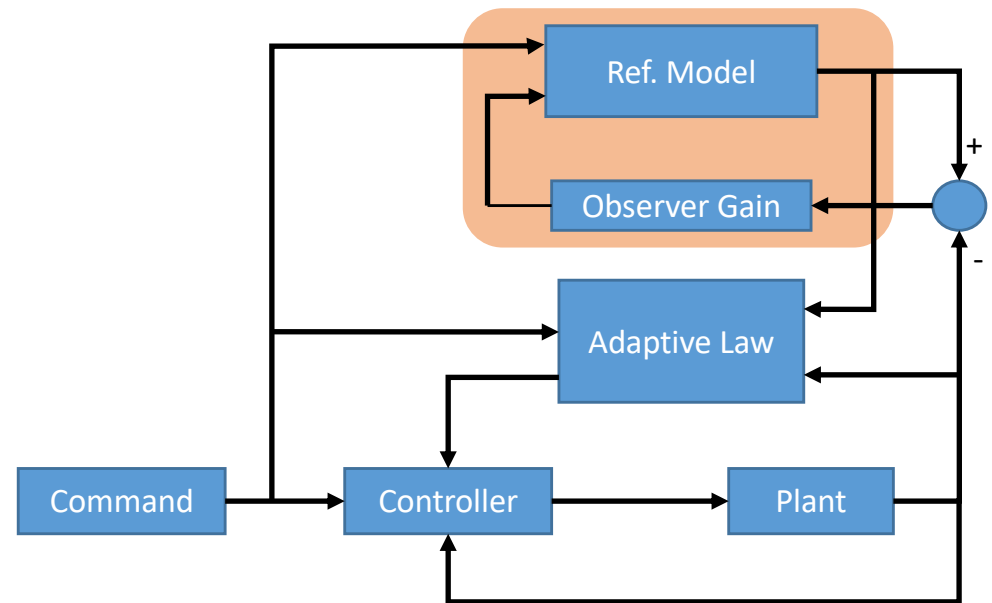 Ref. Model
+
Observer Gain
-
Adaptive Law
Command
Controller
Plant